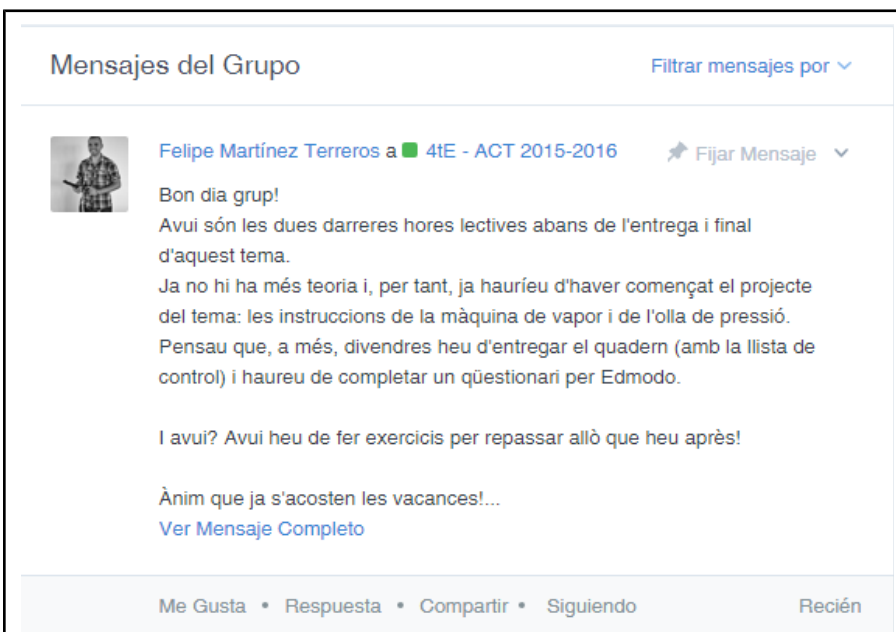 Mensajes del Grupo
Filtrar mensajes por
Felipe Martínez Terreros a 4tE - ACT 2015-2016
Fijar Mensaje
Bon dia grup!
Avui són les dues darreres hores lectives abans de l'entrega i final
d'aquest tema.
Ja no hi ha més teoria i, per tant, ja hauríeu d'haver començat el projecte
del tema: les instruccions de la màquina de vapor i de l'olla de pressió.
Pensau que, a més, divendres heu d'entregar el quadern (amb la llista de
control) i haureu de completar un qüestionari per Edmodo.
I avui? Avui heu de fer exercicis per repassar allò que heu après!
Ànim que ja s'acosten les vacances!...
Ver Mensaje Completo
Me Gusta • Respuesta • Compartir • Siguiendo
Recién